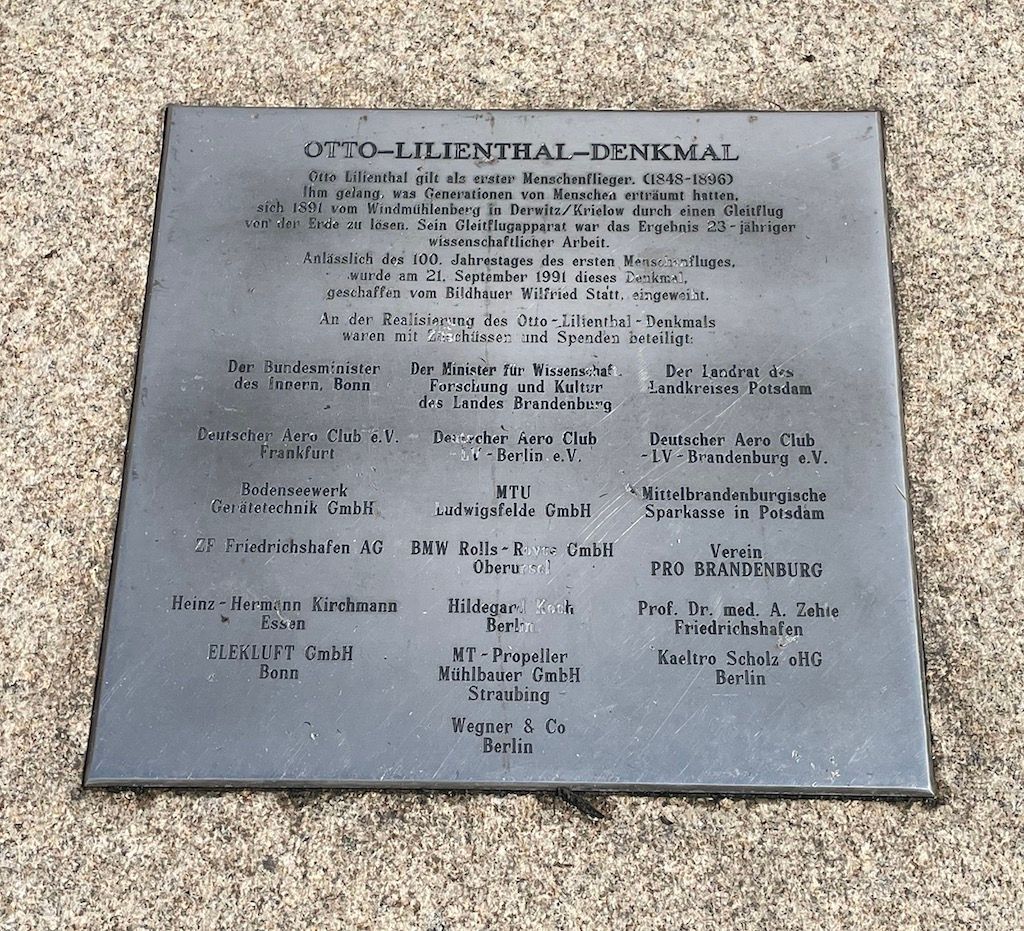 OTTO-LILIENTHAL-DENKMAL
Otto Lilienthal gilt als erster Menschenflieger. (1848-1896)
Ihm gelang, was Generationen von Menschen erträumt hatten,
sich 1891 vom Windmühlenberg in Derwitz/Krielow durch einen Gleitflug
von der Erde zu lösen. Sein Gleitflugapparat war das Ergebnis 23-jähriger
wissenschaftlicher Arbeit.
Anlässlich des 100. Jahrestages des ersten Menschenfluges,
wurde am 21. September 1991 dieses Denkmal,
geschaffen vom Bildhauer Wilfried Statt, eingeweiht.
An der Realisierung des Otto-Lilienthal-Denkmals
waren mit Zuschüssen und Spenden beteiligt:
Der Bundesminister
des Innern, Bonn
Der Minister für Wissenschaft
Forschung und Kultur
des Landes Brandenburg
Der Landrat des
Landkreises Potsdam
Deutscher Aero Club e.V.
Frankfurt
Deutscher Aero Club
-LV-Berlin e.V.
Deutscher Aero Club
-LV-Brandenburg e.V.
Bodenseewerk
Gerätetechnik GmbH
MTU
Ludwigsfelde GmbH
Mittelbrandenburgische
Sparkasse in Potsdam
ZF Friedrichshafen AG
BMW Rolls-Royce GmbH
Oberursel
Verein
PRO BRANDENBURG
Heinz-Hermann Kirchmann
Essen
Hildegard Koch
Berlin
Prof. Dr. med. A. Zehle
Friedrichshafen
ELEKLUFT GmbH
Bonn
MT-Propeller
Mühlbauer GmbH
Straubing
Kaeltro Scholz oHG
Berlin
Wegner & Co
Berlin